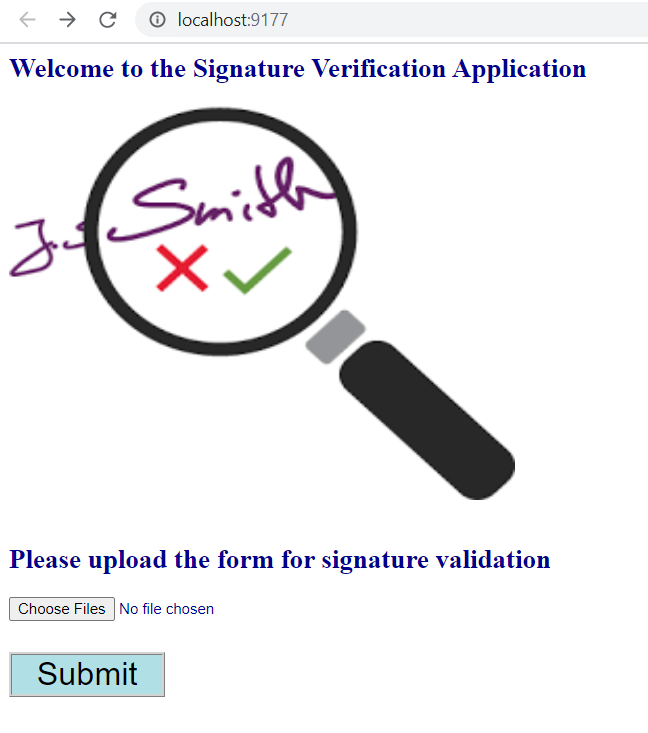 localhost:9177
Welcome to the Signature Verification Application
J. Smith
Please upload the form for signature validation
Choose Files No file chosen
Submit